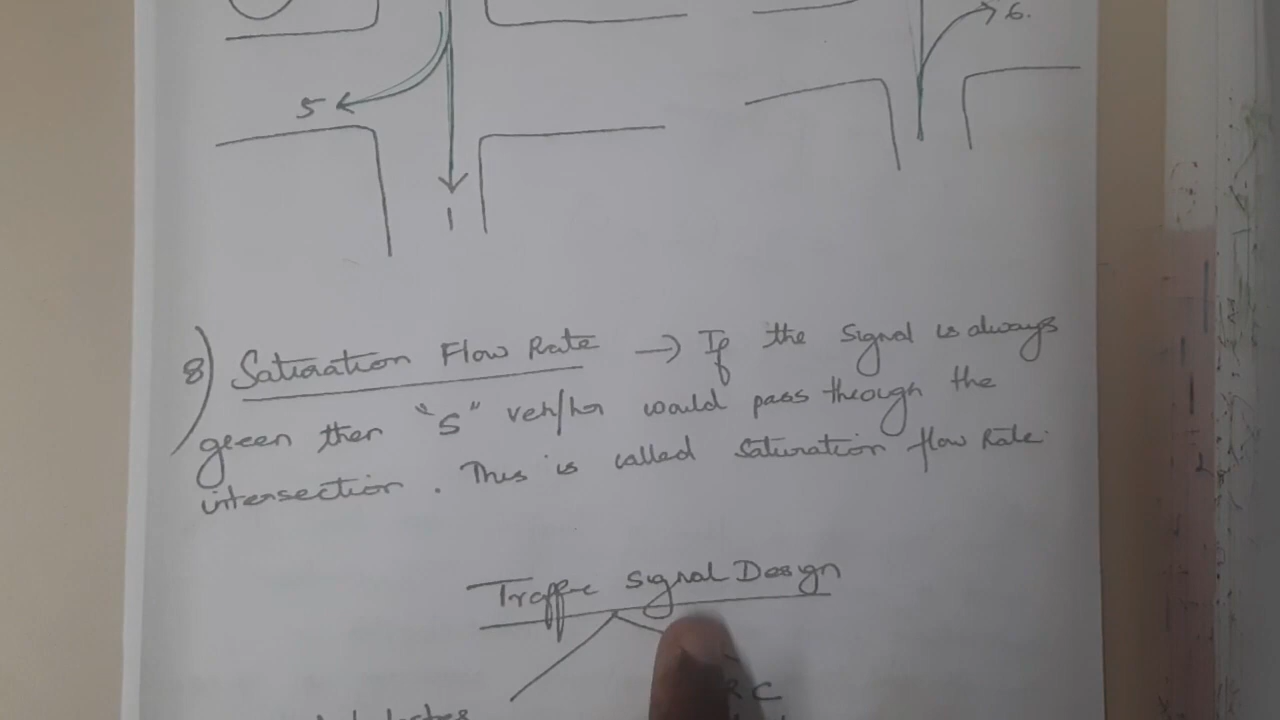 6.
5
1
8) Saturation Flow Rate → If the signal is always
green then "S" veh/hr would pass through the
intersection. This is called saturation flow Rate.
Traffic Signal Design
RC